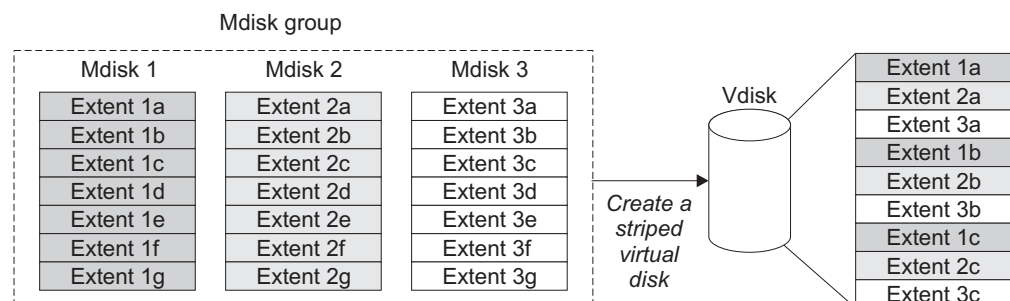 Mdisk group
Mdisk 1
Extent 1a
Extent 1b
Extent 1c
Extent 1d
Extent 1e
Extent 1f
Extent 1g
Mdisk 2
Extent 2a
Extent 2b
Extent 2c
Extent 2d
Extent 2e
Extent 2f
Extent 2g
Mdisk 3
Extent 3a
Extent 3b
Extent 3c
Extent 3d
Extent 3e
Extent 3f
Extent 3g
Create a
striped
virtual
disk
Vdisk
Extent 1a
Extent 2a
Extent 3a
Extent 1b
Extent 2b
Extent 3b
Extent 1c
Extent 2c
Extent 3c